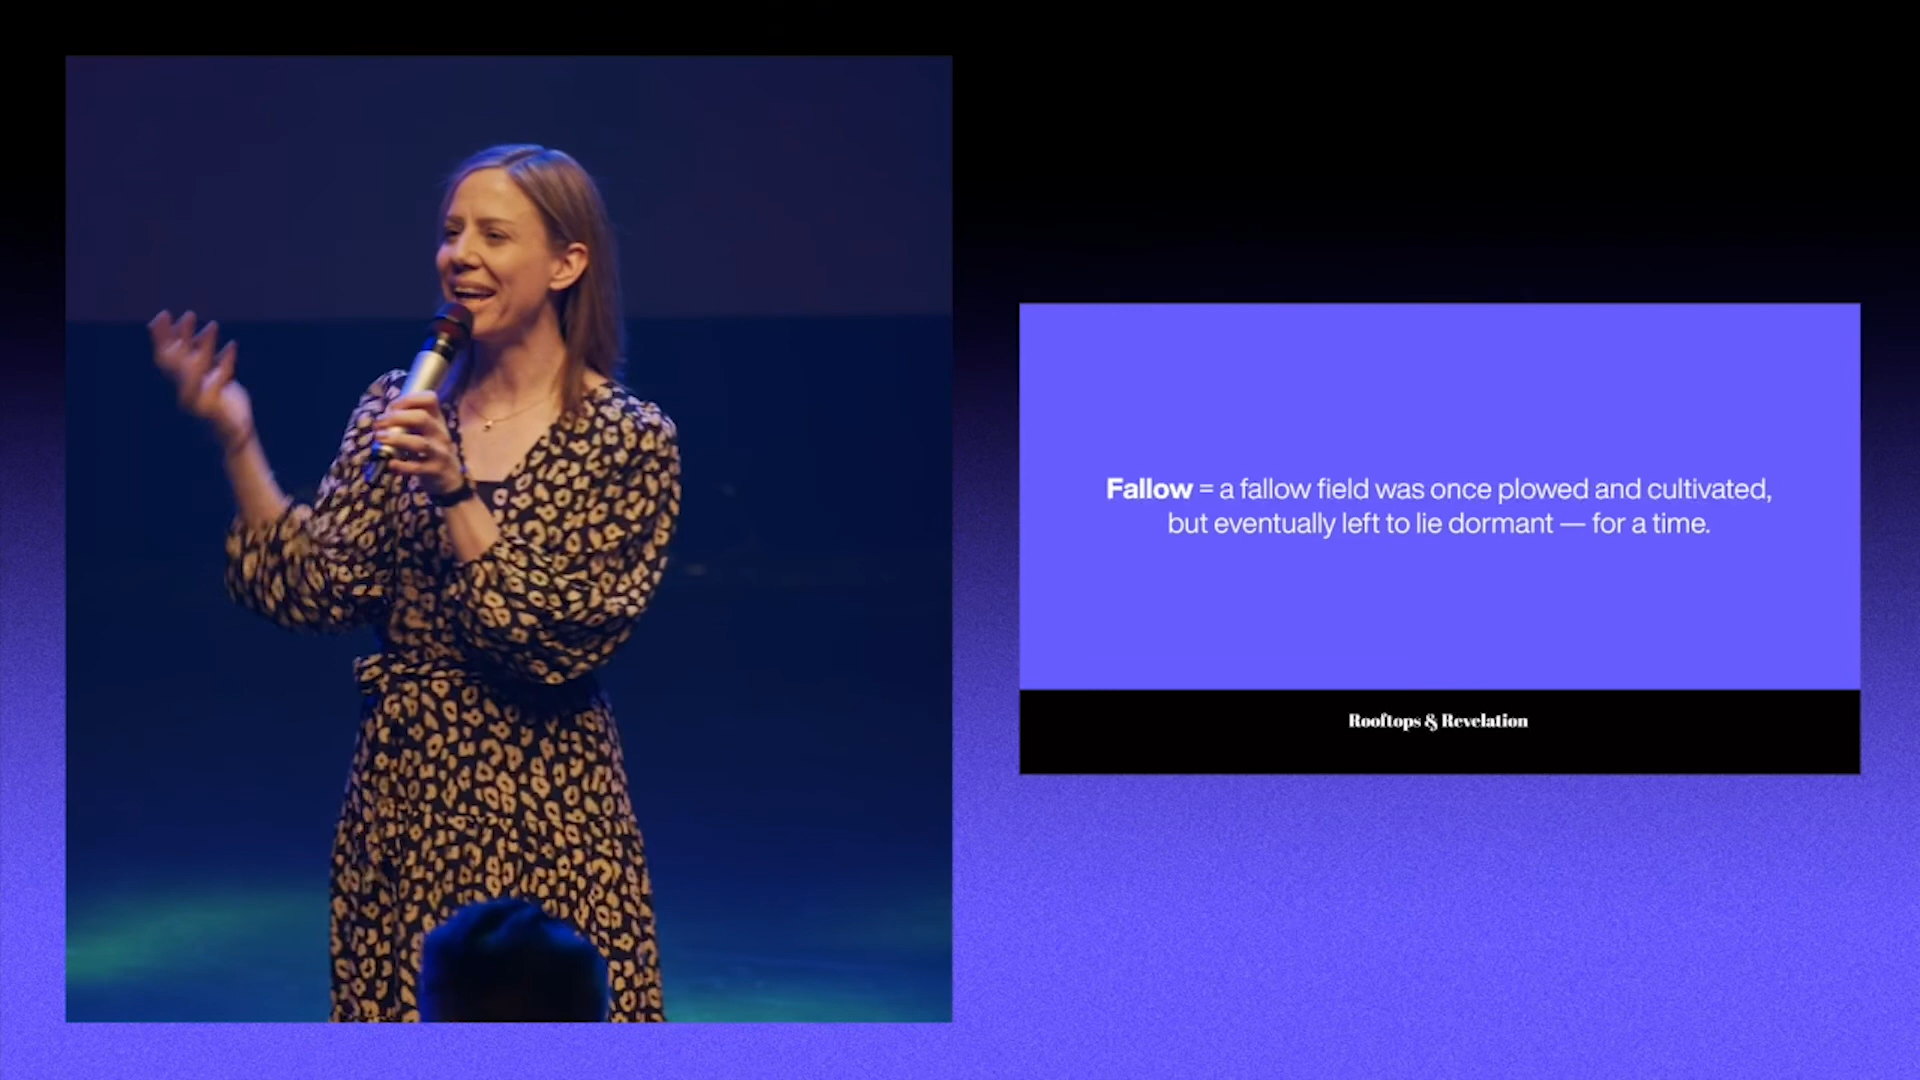 Fallow = a fallow field was once plowed and cultivated,
but eventually left to lie dormant — for a time.
Rooftops & Revelation